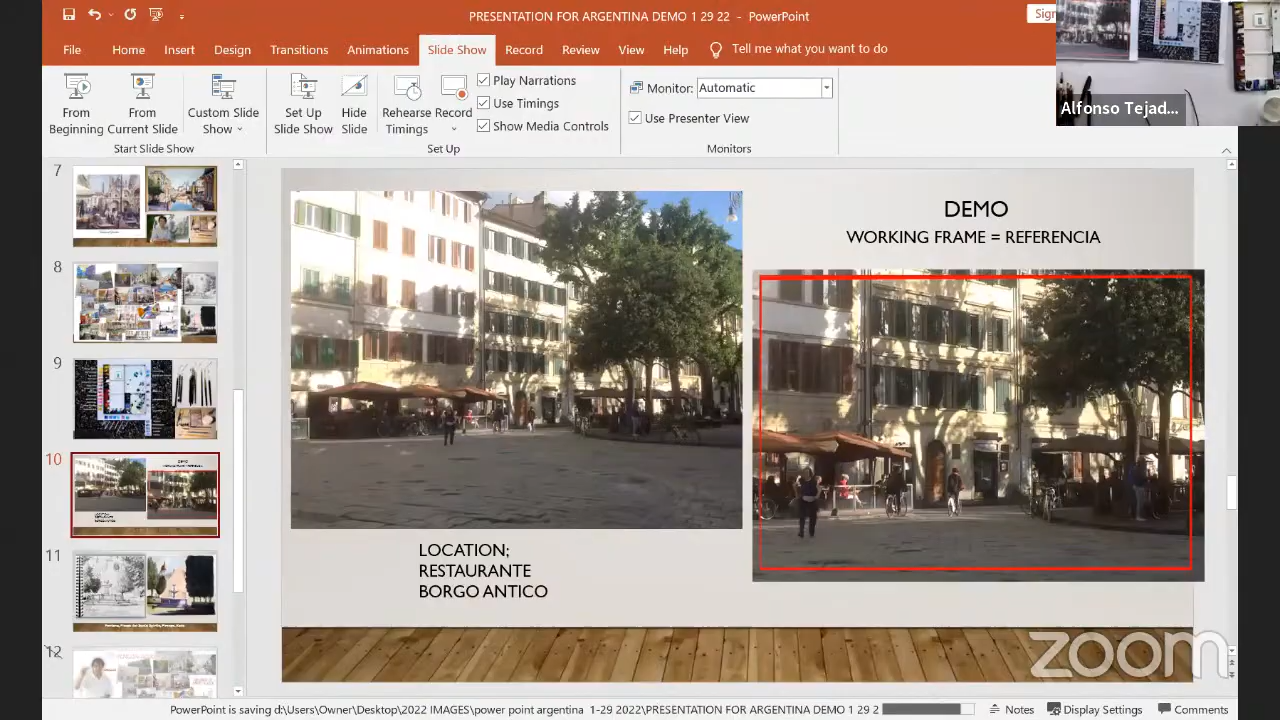 PRESENTATION FOR ARGENTINA DEMO 1 29 22 - PowerPoint
Sign
File Home Insert Design Transitions Animations Slide Show Record Review View Help Tell me what you want to do
From Beginning
From Current Slide
Custom Slide Show
Start Slide Show
Set Up Slide Show
Hide Slide
Rehearse Timings
Record
Play Narrations
Use Timings
Show Media Controls
Set Up
Monitor: Automatic
Use Presenter View
Monitors
Alfonso Tejad...
7
8
9
10
11
12
DEMO
WORKING FRAME = REFERENCIA
LOCATION;
RESTAURANTE
BORGO ANTICO
zoom
PowerPoint is saving d:\Users\Owner\Desktop\2022 IMAGES\power point argentina 1-29 2022\PRESENTATION FOR ARGENTINA DEMO 1 29 2
Notes Display Settings Comments